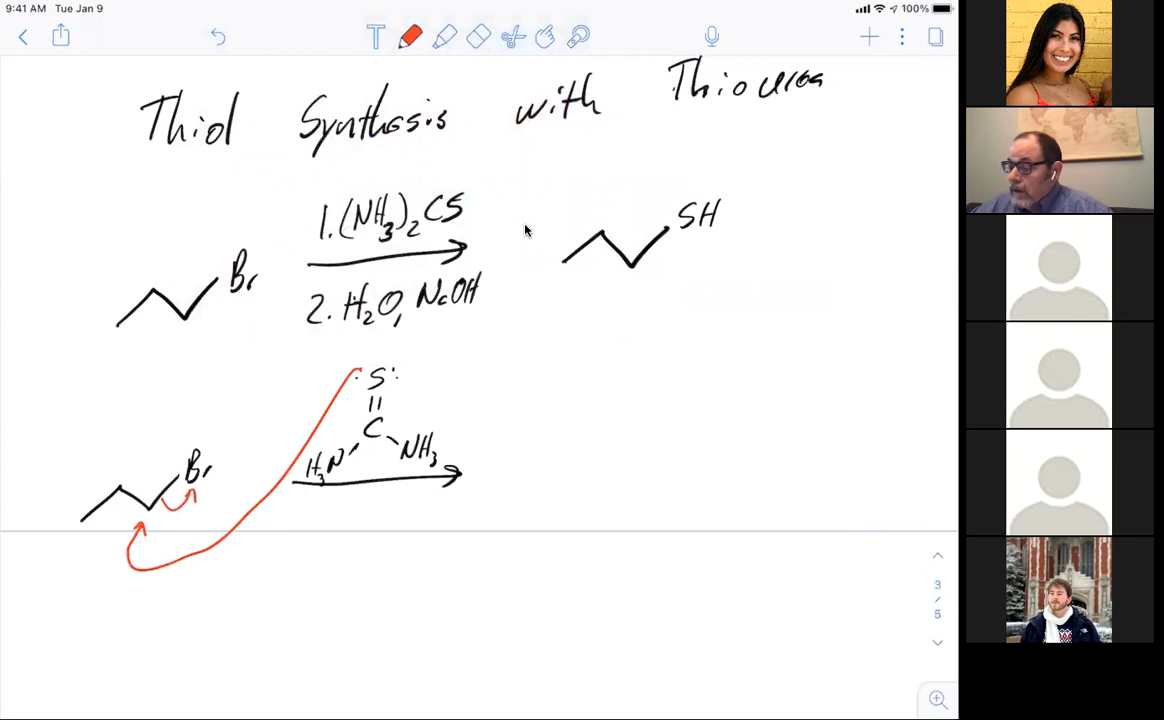 9:41 AM Tue Jan 9
100%
T
Thiol Synthesis with Thiourea
1. (NH3)2CS
Br
SH
2. H2O, NaOH
:S:
C
H3N NH3
Br
3
/
5